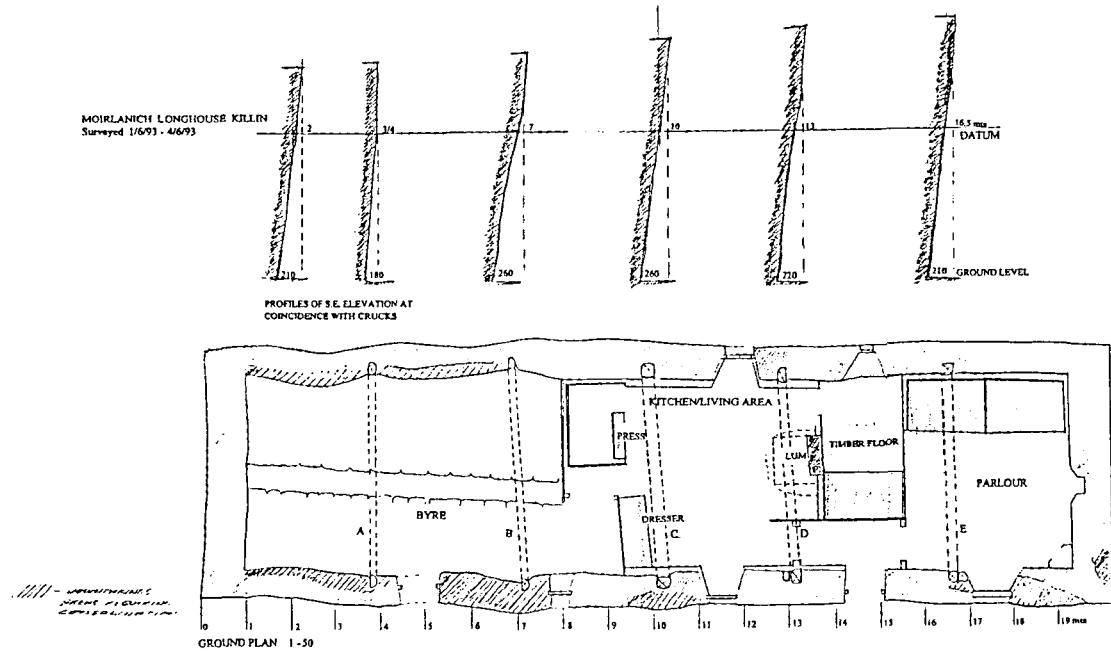 MOIRLANICH LONGHOUSE KILLIN
Surveyed 1/6/93 - 4/6/93
2
3/4
7
10
13
16.5 mts
DATUM
210
180
260
260
220
210
GROUND LEVEL
PROFILES OF S.E. ELEVATION AT
COINCIDENCE WITH CRUCKS
KITCHEN/LIVING AREA
PRESS
LUM
TIMBER FLOOR
PARLOUR
BYRE
DRESSER
A
B
C
D
E
0 1 2 3 4 5 6 7 8 9 10 11 12 13 14 15 16 17 18 19 mts
GROUND PLAN 1-50